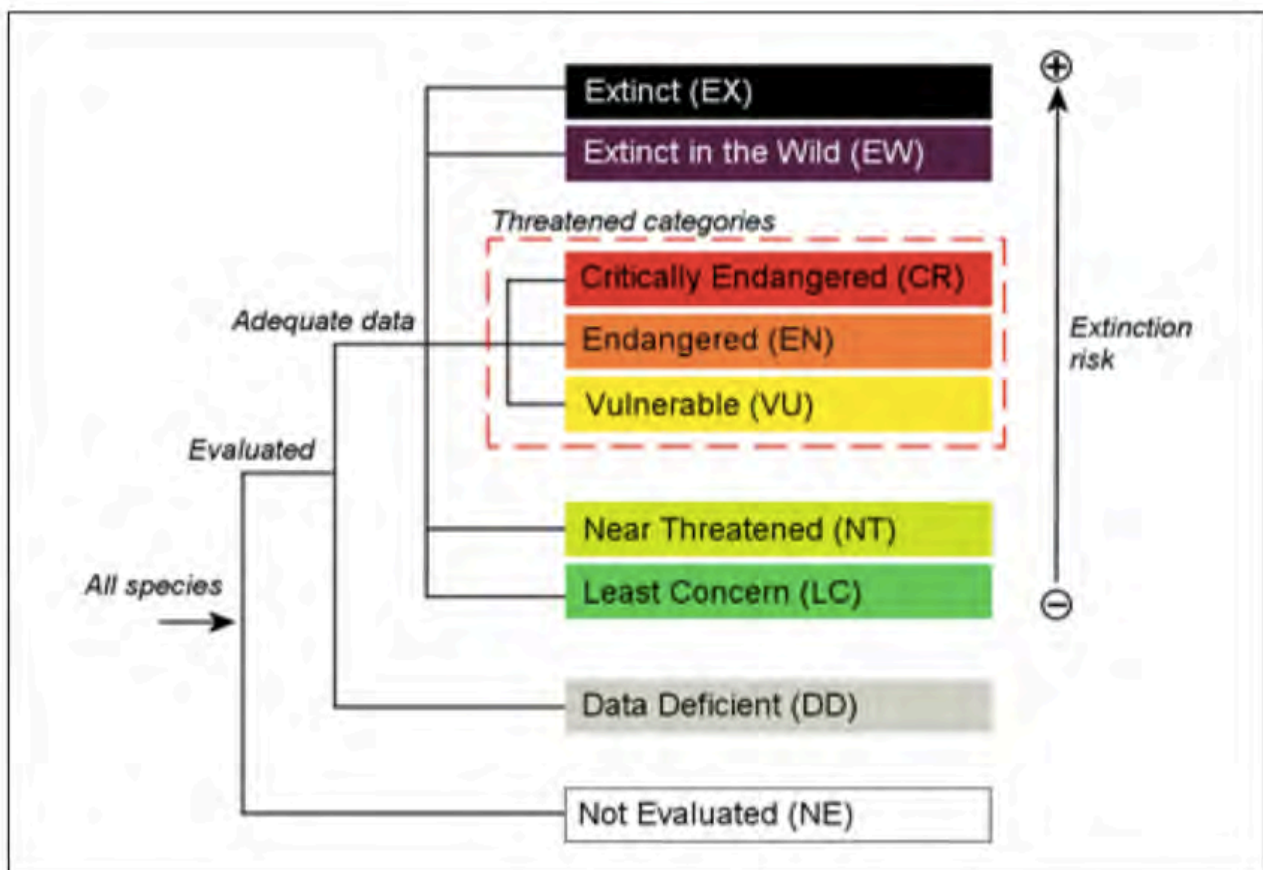 Extinct (EX)
Extinct in the Wild (EW)
Threatened categories
Critically Endangered (CR)
Adequate data
Endangered (EN)
Extinction
risk
Vulnerable (VU)
Evaluated
Near Threatened (NT)
All species
Least Concern (LC)
Data Deficient (DD)
Not Evaluated (NE)